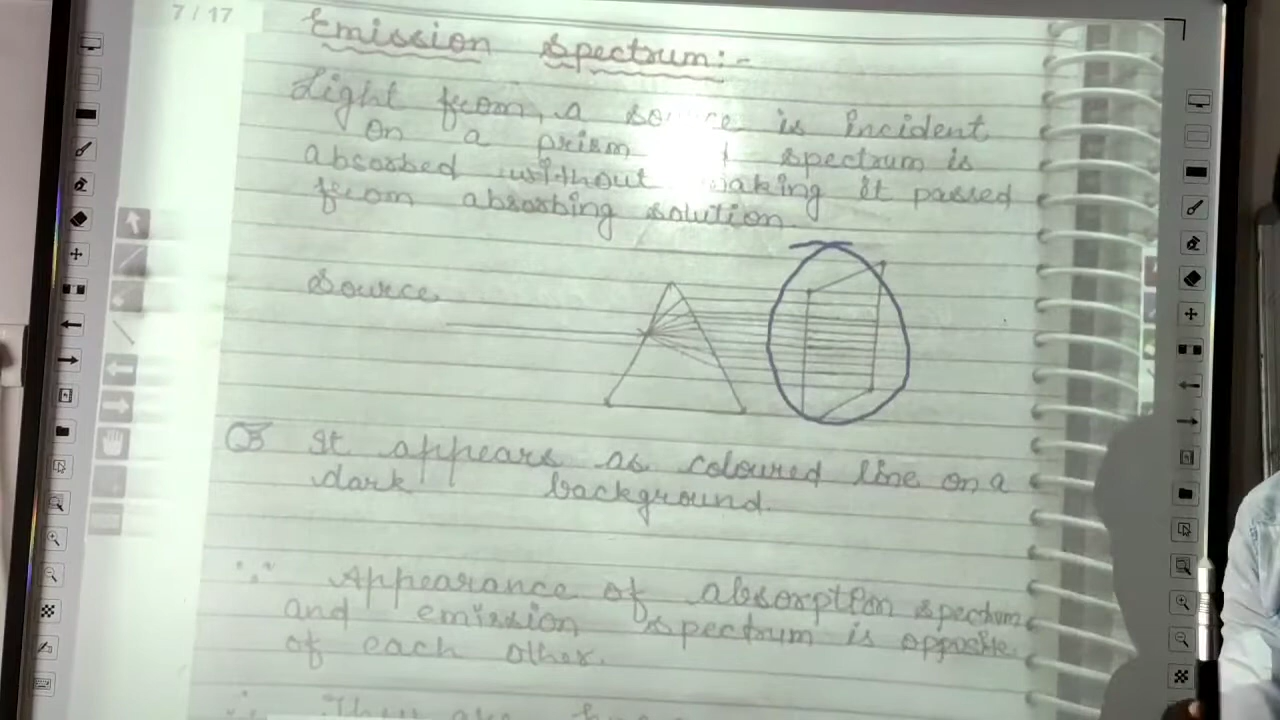 7 / 17
Emission Spectrum:-
Light from, a is incident
on a prism spectrum is
absorbed without making it passed
from absorbing solution
Source
It appears as coloured line on a
dark background.
∵ Appearance of absorption spectrum
and emission spectrum is opposite
of each other.
∴ They are